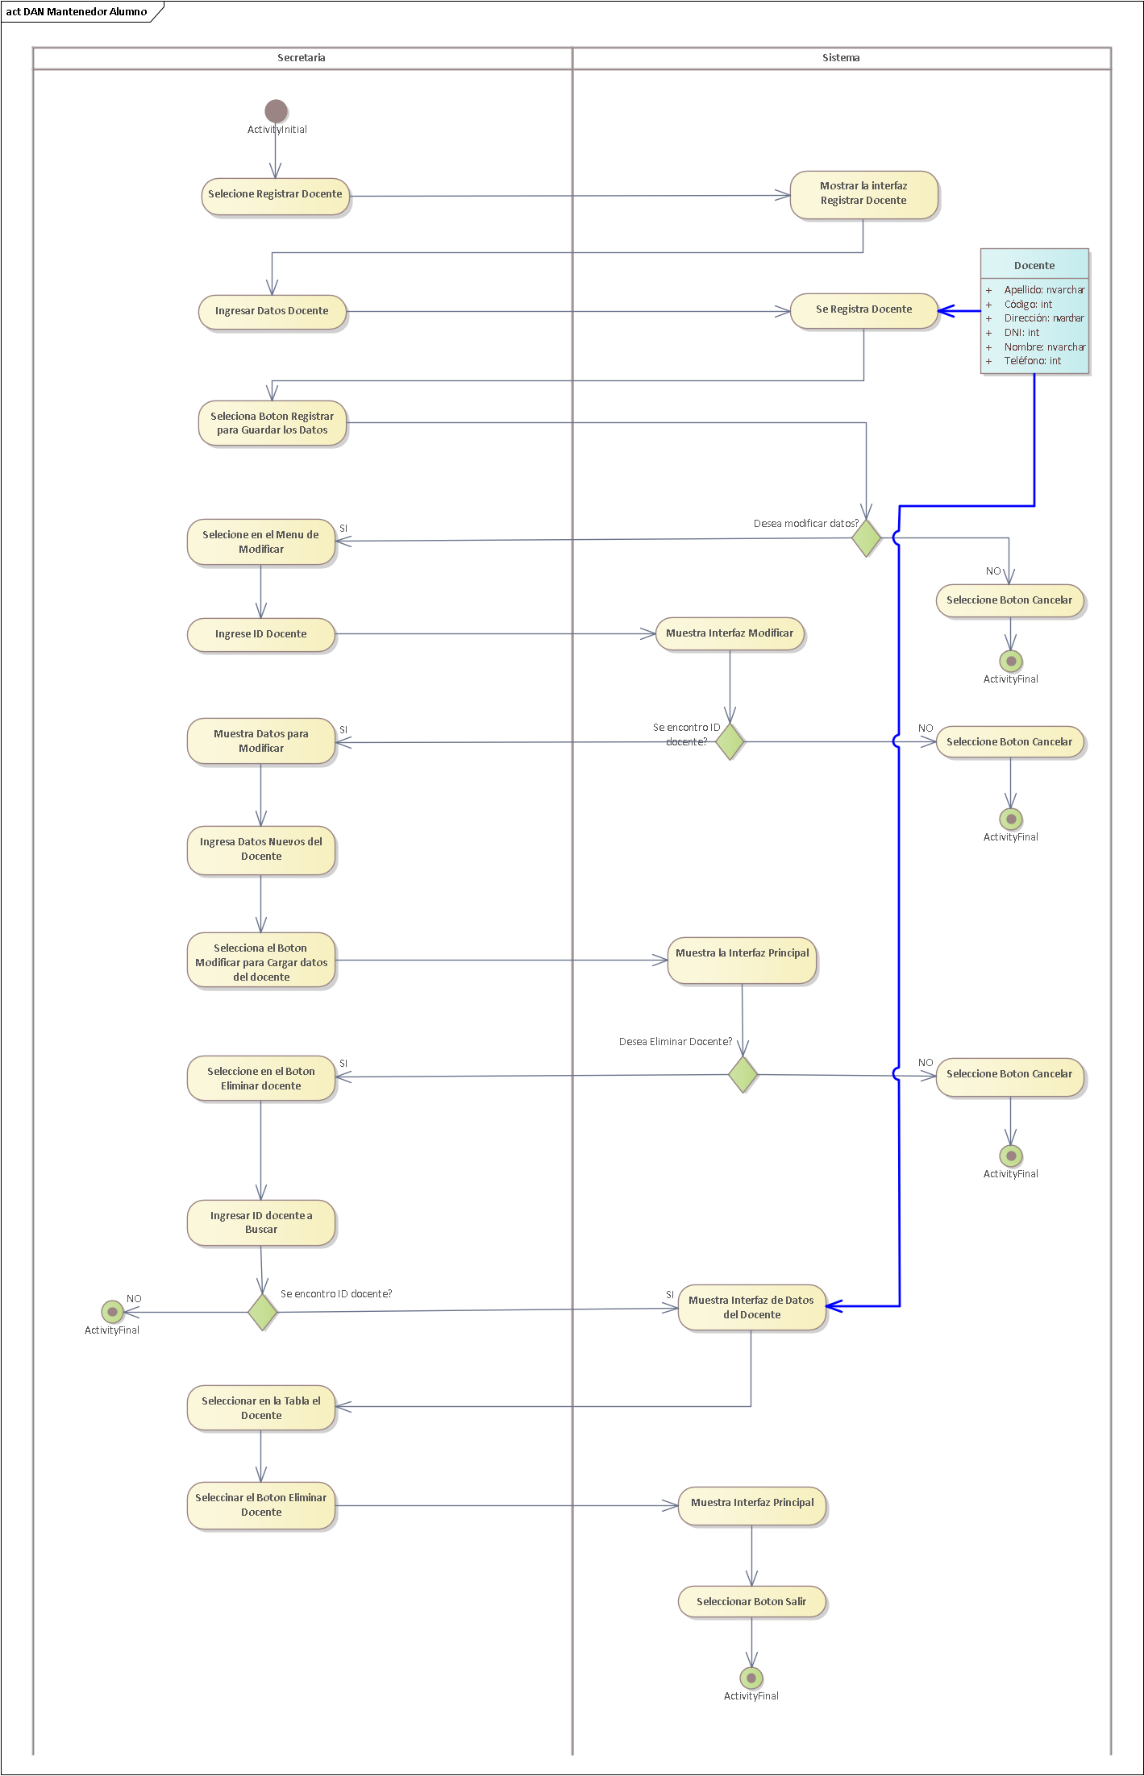 act DAN Mantenedor Alumno
Secretaria
Sistema
ActivityInitial
Selecione Registrar Docente
Mostrar la interfaz
Registrar Docente
Docente
+ Apellido: nvarchar
+ Código: int
+ Dirección: nvarchar
+ DNI: int
+ Nombre: nvarchar
+ Teléfono: int
Ingresar Datos Docente
Se Registra Docente
Seleciona Boton Registrar
para Guardar los Datos
Desea modificar datos?
SI
Selecione en el Menu de
Modificar
NO
Seleccione Boton Cancelar
ActivityFinal
Ingrese ID Docente
Muestra Interfaz Modificar
Se encontro ID
docente?
SI
Muestra Datos para
Modificar
NO
Seleccione Boton Cancelar
ActivityFinal
Ingresa Datos Nuevos del
Docente
Selecciona el Boton
Modificar para Cargar datos
del docente
Muestra la Interfaz Principal
Desea Eliminar Docente?
SI
Seleccione en el Boton
Eliminar docente
NO
Seleccione Boton Cancelar
ActivityFinal
Ingresar ID docente a
Buscar
Se encontro ID docente?
NO
ActivityFinal
SI
Muestra Interfaz de Datos
del Docente
Seleccionar en la Tabla el
Docente
Seleccinar el Boton Eliminar
Docente
Muestra Interfaz Principal
Seleccionar Boton Salir
ActivityFinal